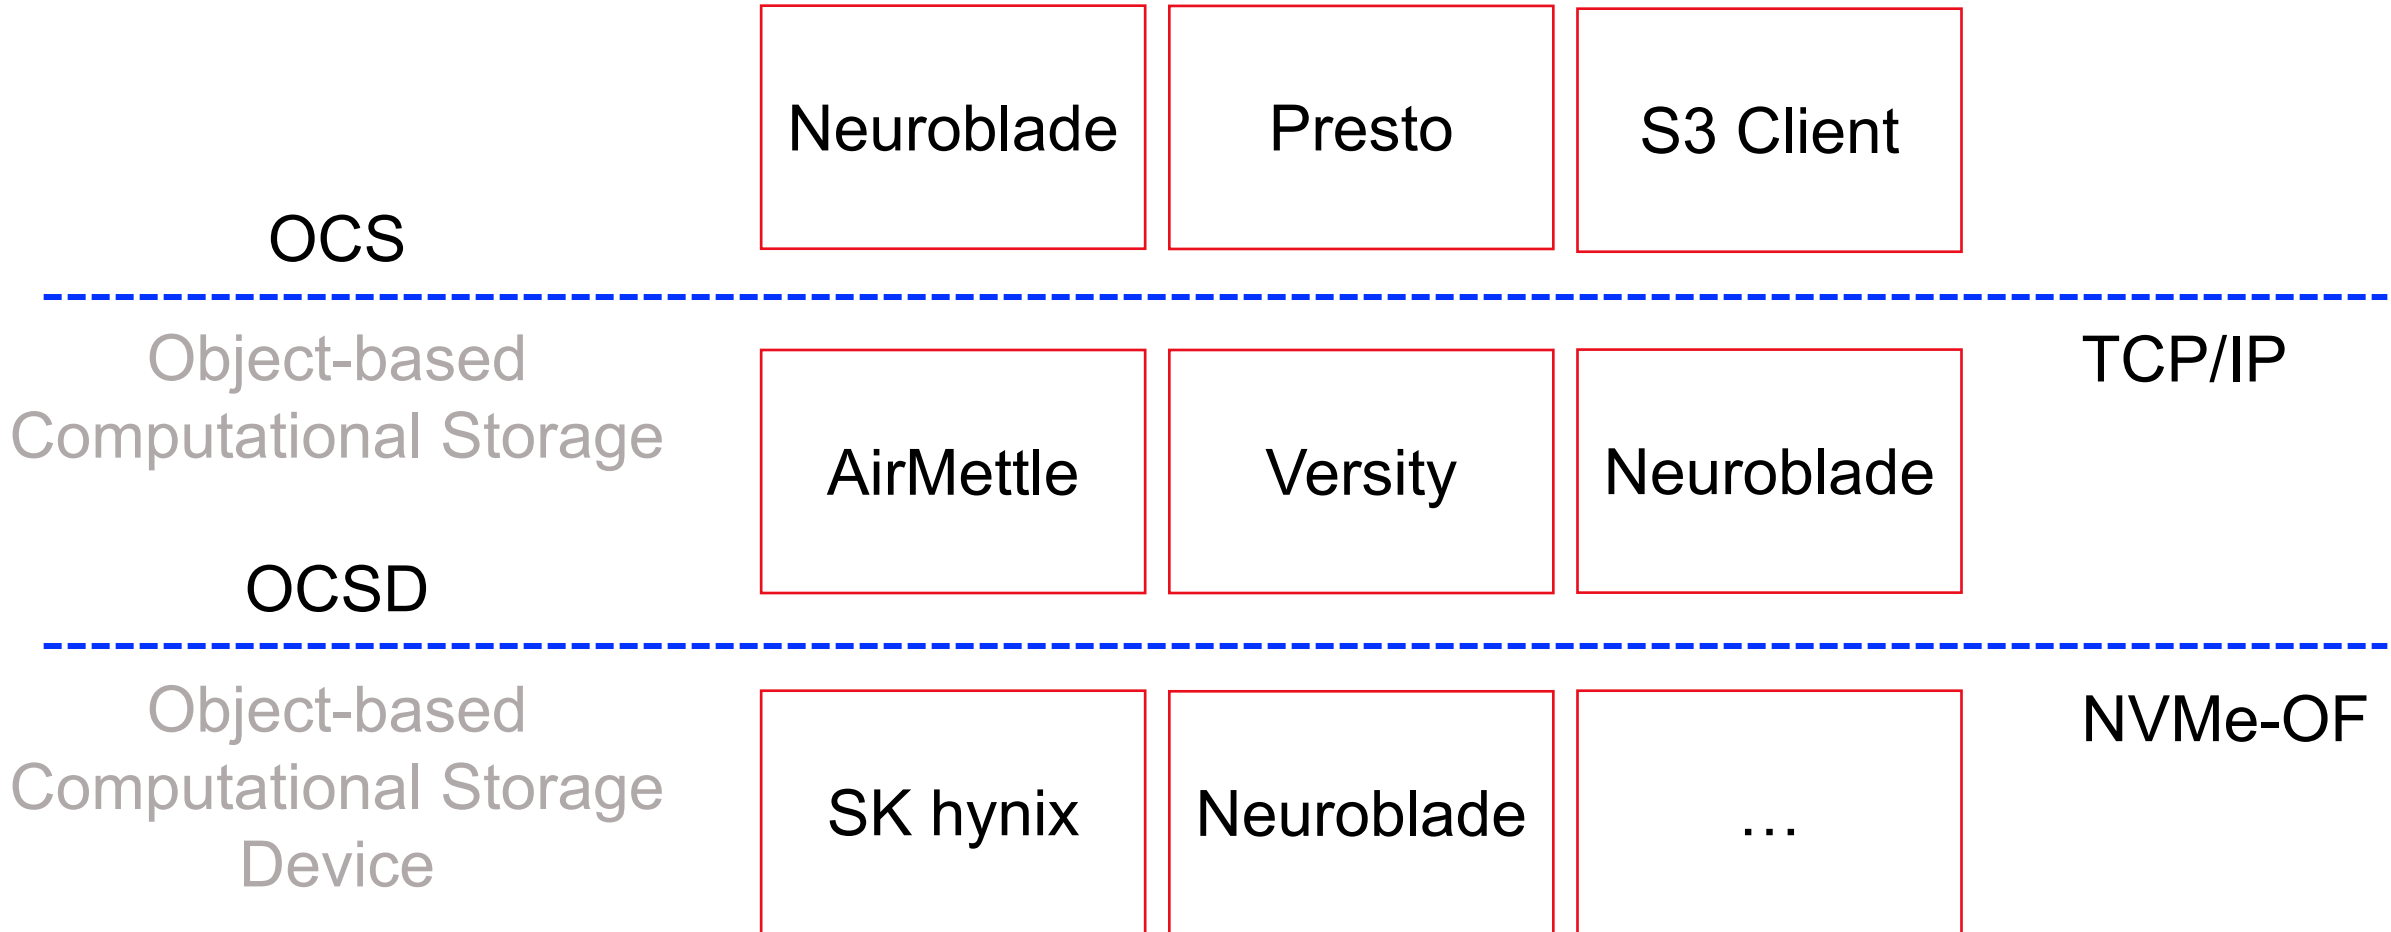 Neuroblade
Presto
S3 Client
OCS
Object-based
Computational Storage
TCP/IP
AirMettle
Versity
Neuroblade
OCSD
Object-based
Computational Storage
Device
NVMe-OF
SK hynix
Neuroblade
…